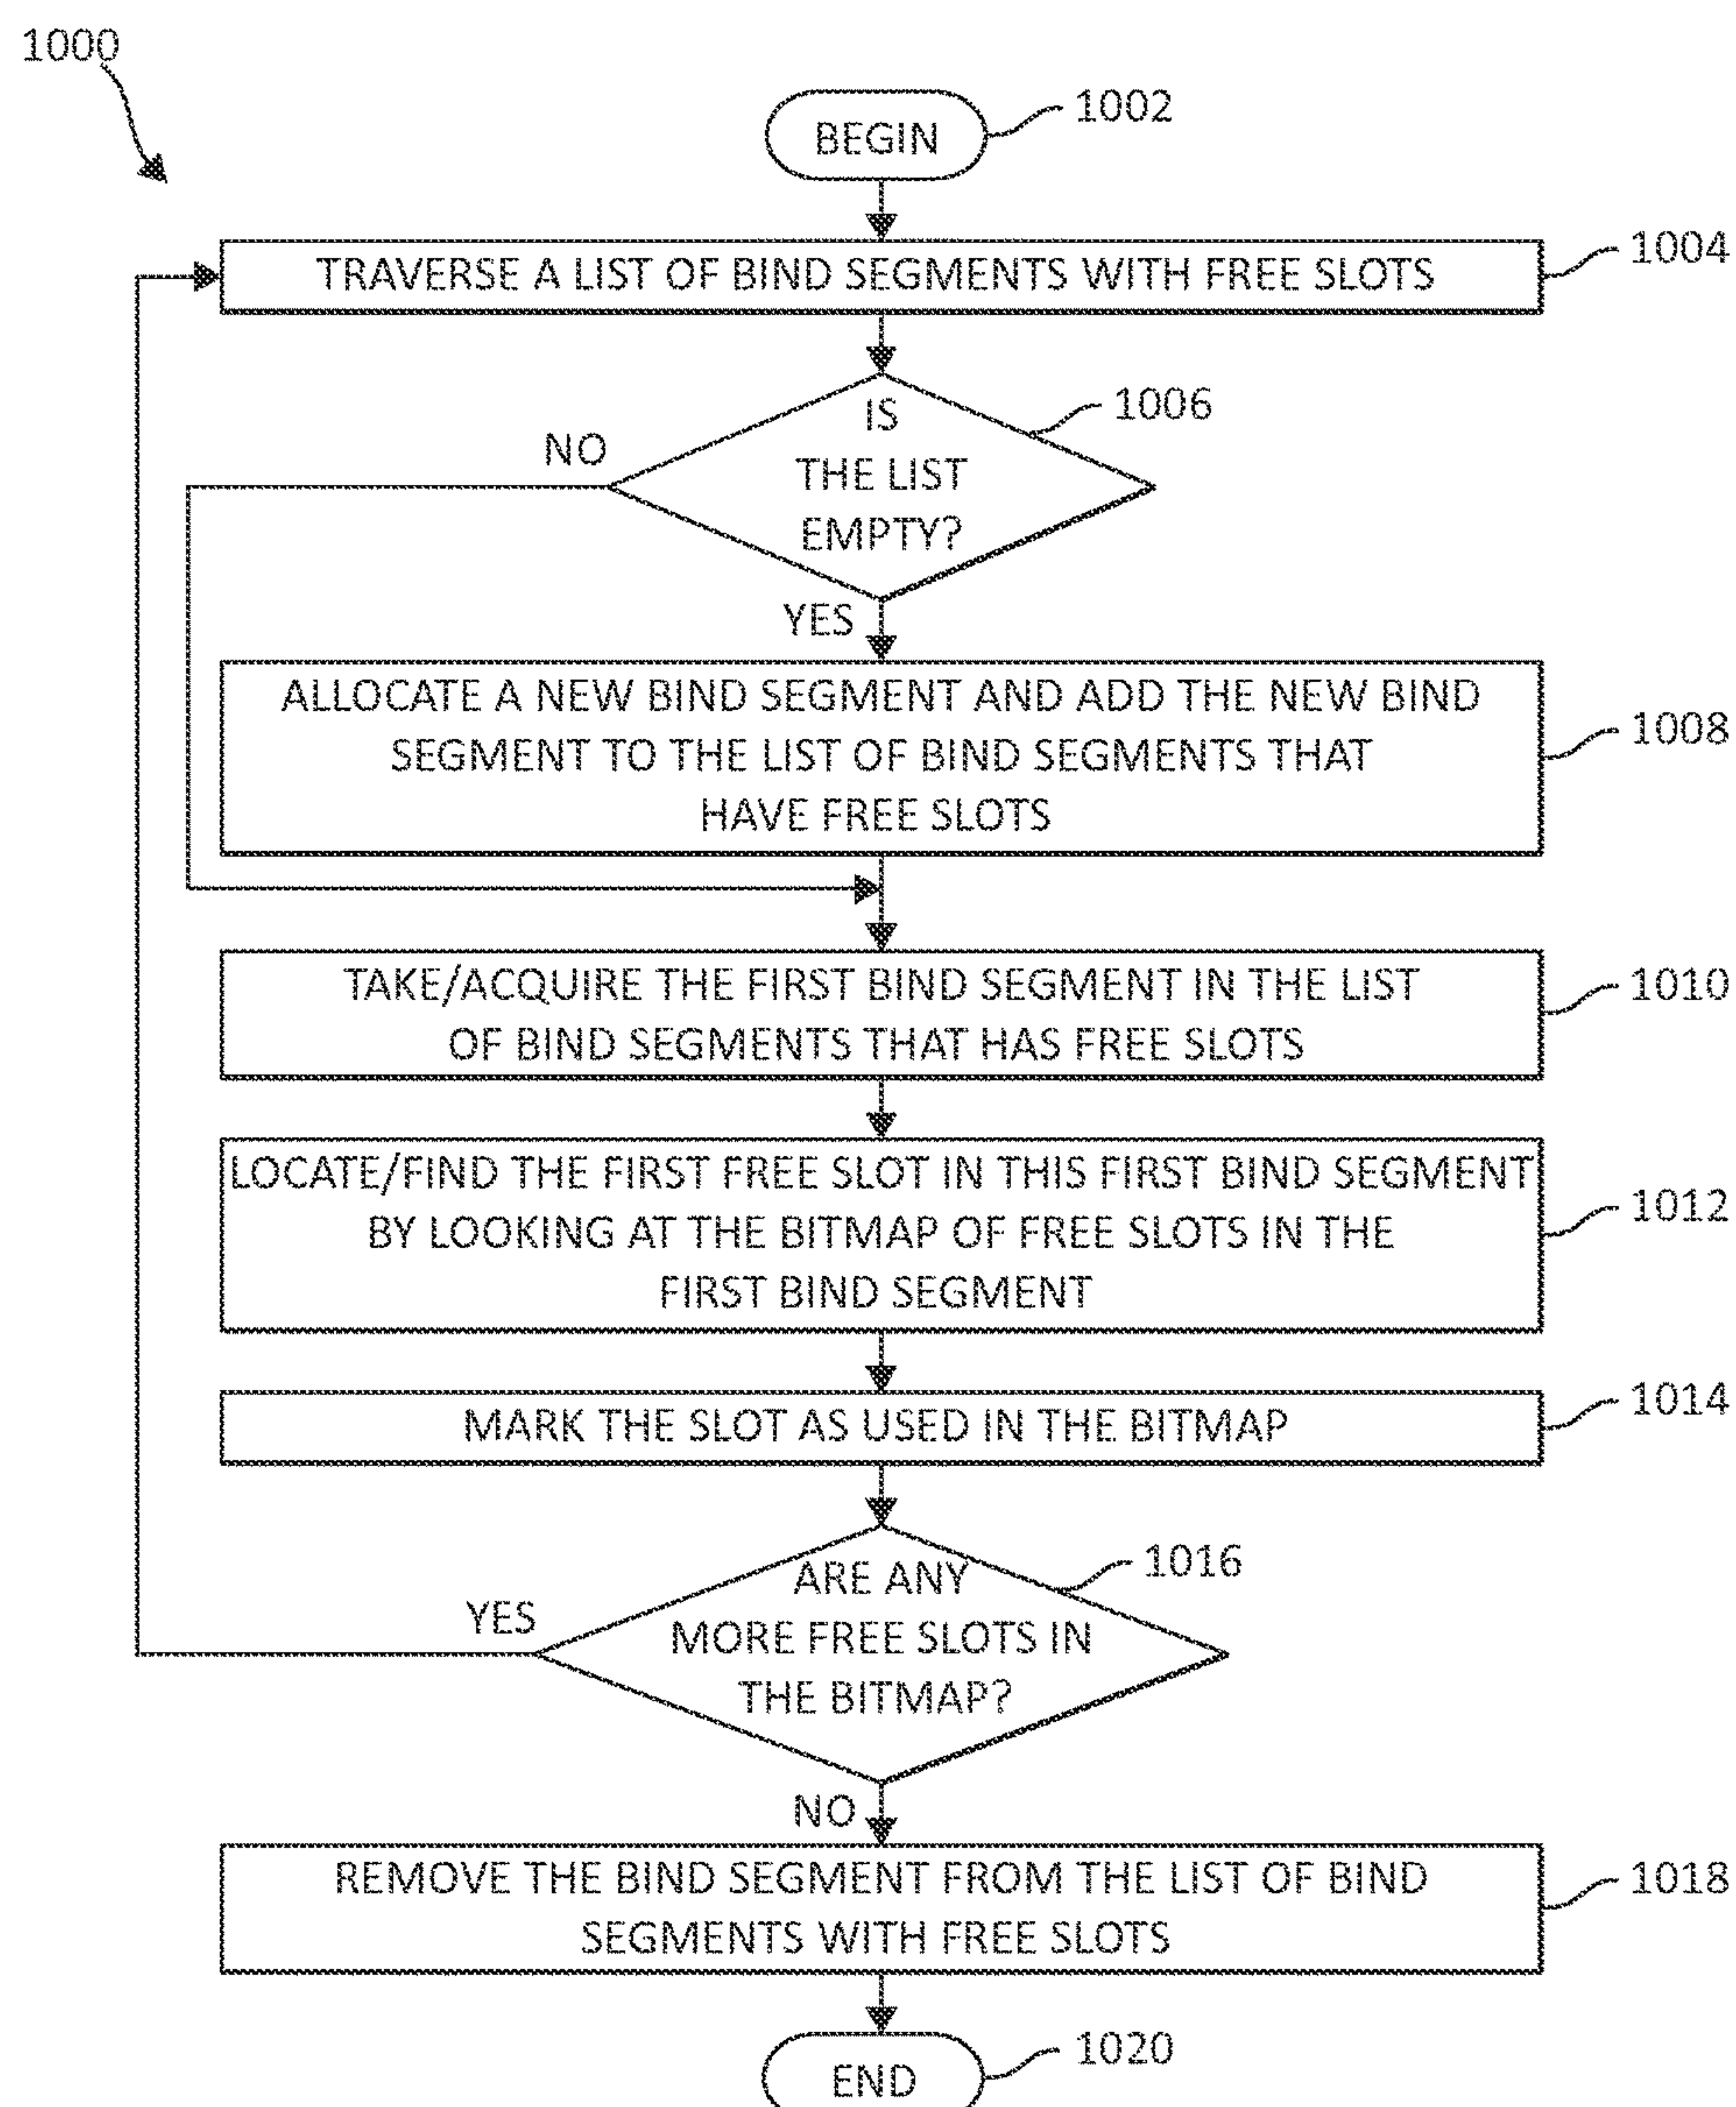 1000
BEGIN
1002
TRAVERSE A LIST OF BIND SEGMENTS WITH FREE SLOTS
1004
IS
THE LIST
EMPTY?
1006
NO
YES
ALLOCATE A NEW BIND SEGMENT AND ADD THE NEW BIND
SEGMENT TO THE LIST OF BIND SEGMENTS THAT
HAVE FREE SLOTS
1008
TAKE/ACQUIRE THE FIRST BIND SEGMENT IN THE LIST
OF BIND SEGMENTS THAT HAS FREE SLOTS
1010
LOCATE/FIND THE FIRST FREE SLOT IN THIS FIRST BIND SEGMENT
BY LOOKING AT THE BITMAP OF FREE SLOTS IN THE
FIRST BIND SEGMENT
1012
MARK THE SLOT AS USED IN THE BITMAP
1014
ARE ANY
MORE FREE SLOTS IN
THE BITMAP?
1016
YES
NO
REMOVE THE BIND SEGMENT FROM THE LIST OF BIND
SEGMENTS WITH FREE SLOTS
1018
END
1020